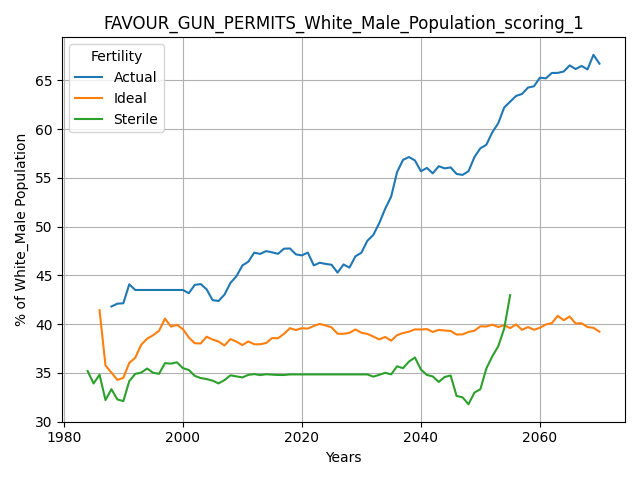 FAVOUR_GUN_PERMITS_White_Male_Population_scoring_1
Fertility
Actual
Ideal
Sterile
% of White_Male Population
65
60
55
50
45
40
35
30
1980
2000
2020
2040
2060
Years